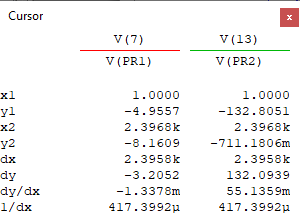 Cursor
x
V(7) V(13)
V(PR1) V(PR2)
x1 1.0000 1.0000
y1 -4.9557 -132.8051
x2 2.3968k 2.3968k
y2 -8.1609 -711.1806m
dx 2.3958k 2.3958k
dy -3.2052 132.0939
dy/dx -1.3378m 55.1359m
1/dx 417.3992µ 417.3992µ